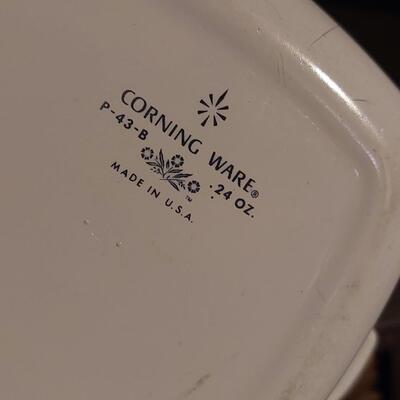 CORNING WARE®
P-43-B . 24 OZ.
™
MADE IN U.S.A.